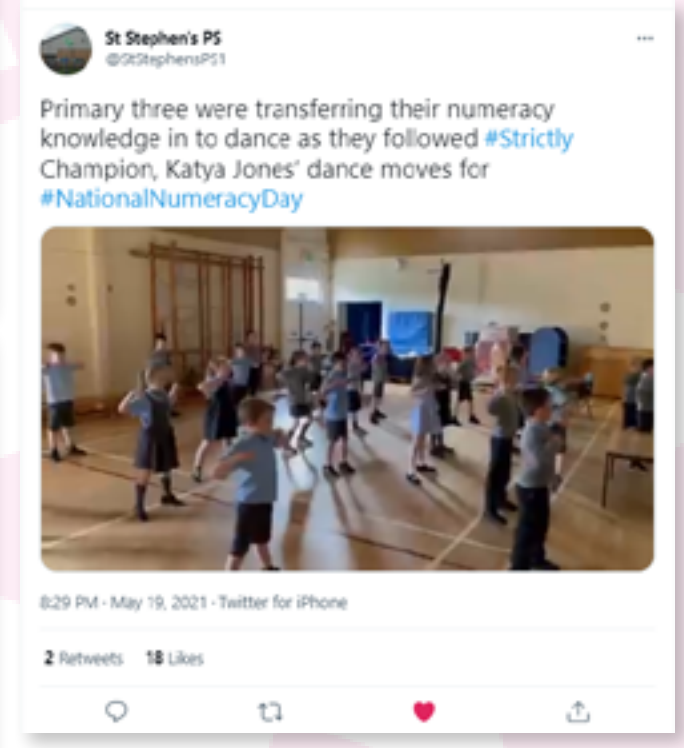 St Stephen's PS
@StStephensPS1
Primary three were transferring their numeracy
knowledge in to dance as they followed #Strictly
Champion, Katya Jones' dance moves for
#NationalNumeracyDay
8:29 PM · May 19, 2021 · Twitter for iPhone
2 Retweets 18 Likes